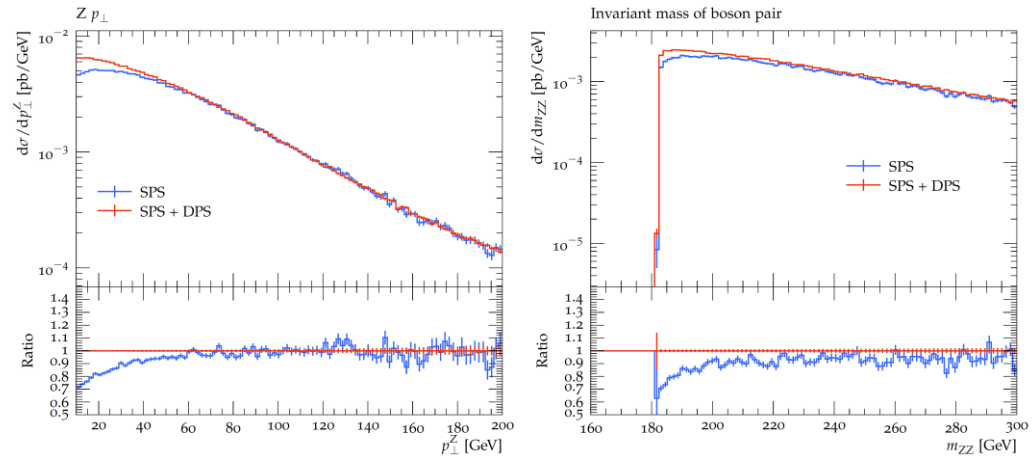 Z p⊥
10⁻²
10⁻³
10⁻⁴
dσ/dp⊥ᶻ [pb/GeV]
SPS
SPS + DPS
1.4
1.3
1.2
1.1
1
0.9
0.8
0.7
0.6
0.5
Ratio
20 40 60 80 100 120 140 160 180 200
p⊥ᶻ [GeV]
Invariant mass of boson pair
10⁻³
10⁻⁴
10⁻⁵
dσ/dm_ZZ [pb/GeV]
SPS
SPS + DPS
1.4
1.3
1.2
1.1
1
0.9
0.8
0.7
0.6
0.5
Ratio
160 180 200 220 240 260 280 300
m_ZZ [GeV]